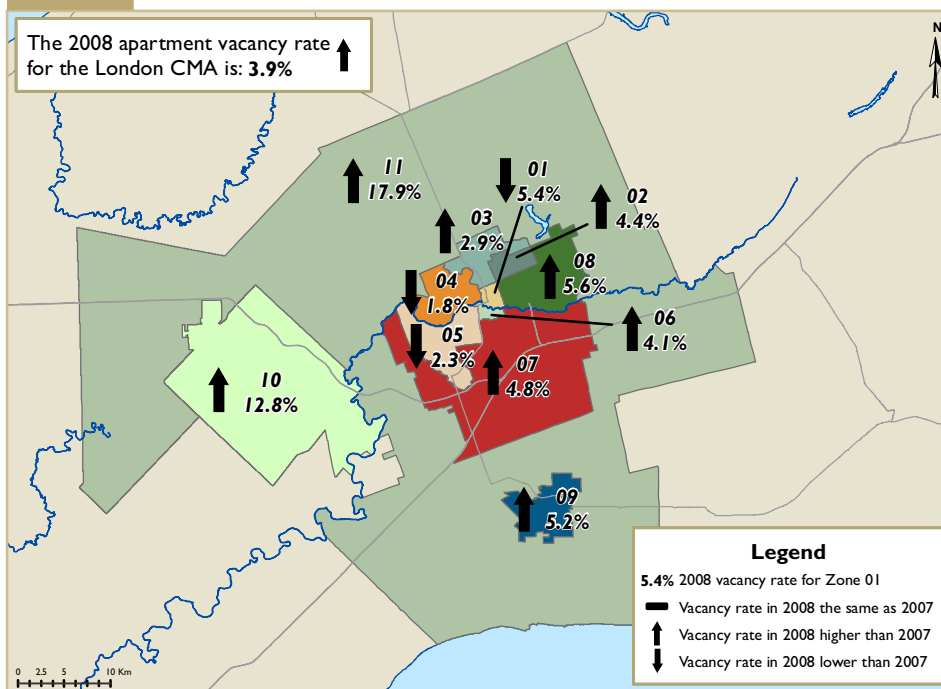 The 2008 apartment vacancy rate
for the London CMA is: 3.9%
N
11
17.9%
01
5.4%
02
4.4%
03
2.9%
08
5.6%
04
1.8%
06
4.1%
05
2.3%
07
4.8%
10
12.8%
09
5.2%
Legend
5.4% 2008 vacancy rate for Zone 01
Vacancy rate in 2008 the same as 2007
Vacancy rate in 2008 higher than 2007
Vacancy rate in 2008 lower than 2007
0 2.5 5 10 Km